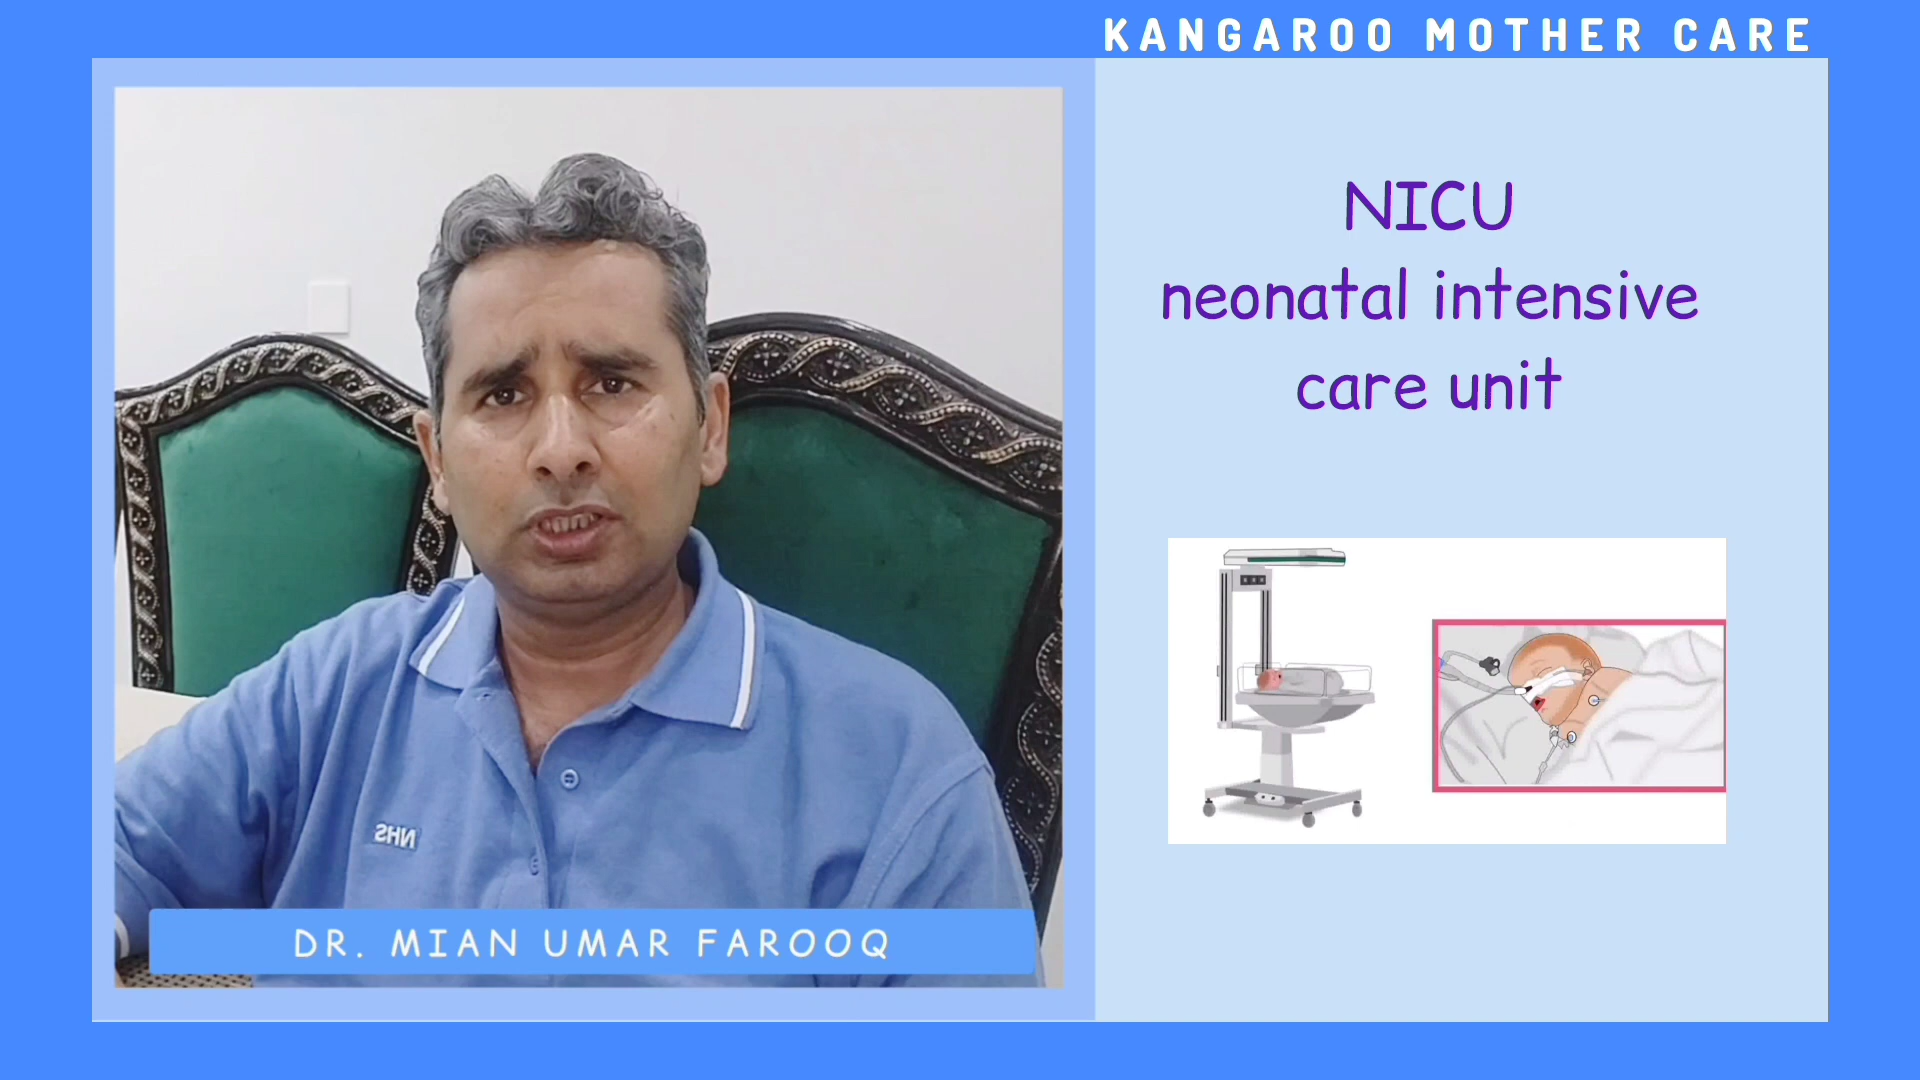 KANGAROO MOTHER CARE
NICU
neonatal intensive
care unit
NHS
DR. MIAN UMAR FAROOQ